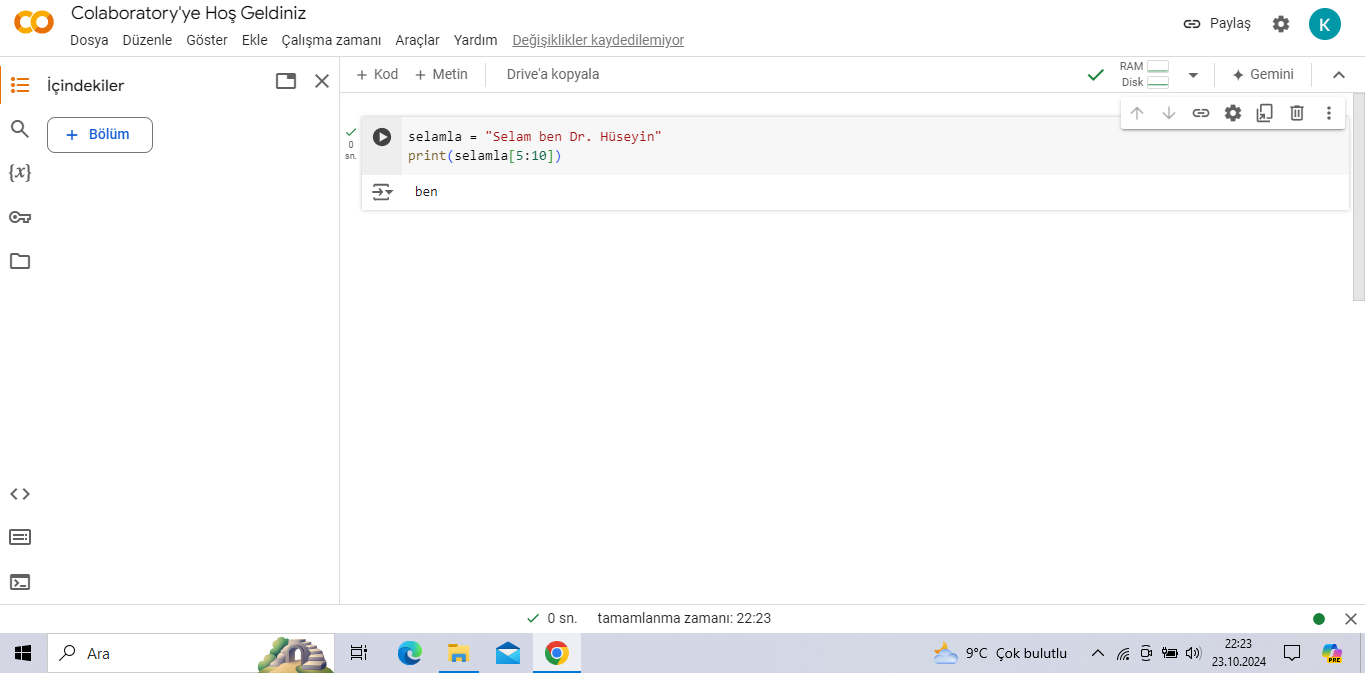 Colaboratory'ye Hoş Geldiniz
Dosya Düzenle Göster Ekle Çalışma zamanı Araçlar Yardım Değişiklikler kaydedilemiyor
Paylaş
K
İçindekiler
+ Bölüm
{x}
+ Kod + Metin
Drive'a kopyala
RAM
Disk
Gemini
0
sn.
selamla = "Selam ben Dr. Hüseyin"
print(selamla[5:10])
ben
0 sn. tamamlanma zamanı: 22:23
Ara
9°C Çok bulutlu
22:23
23.10.2024
PRE